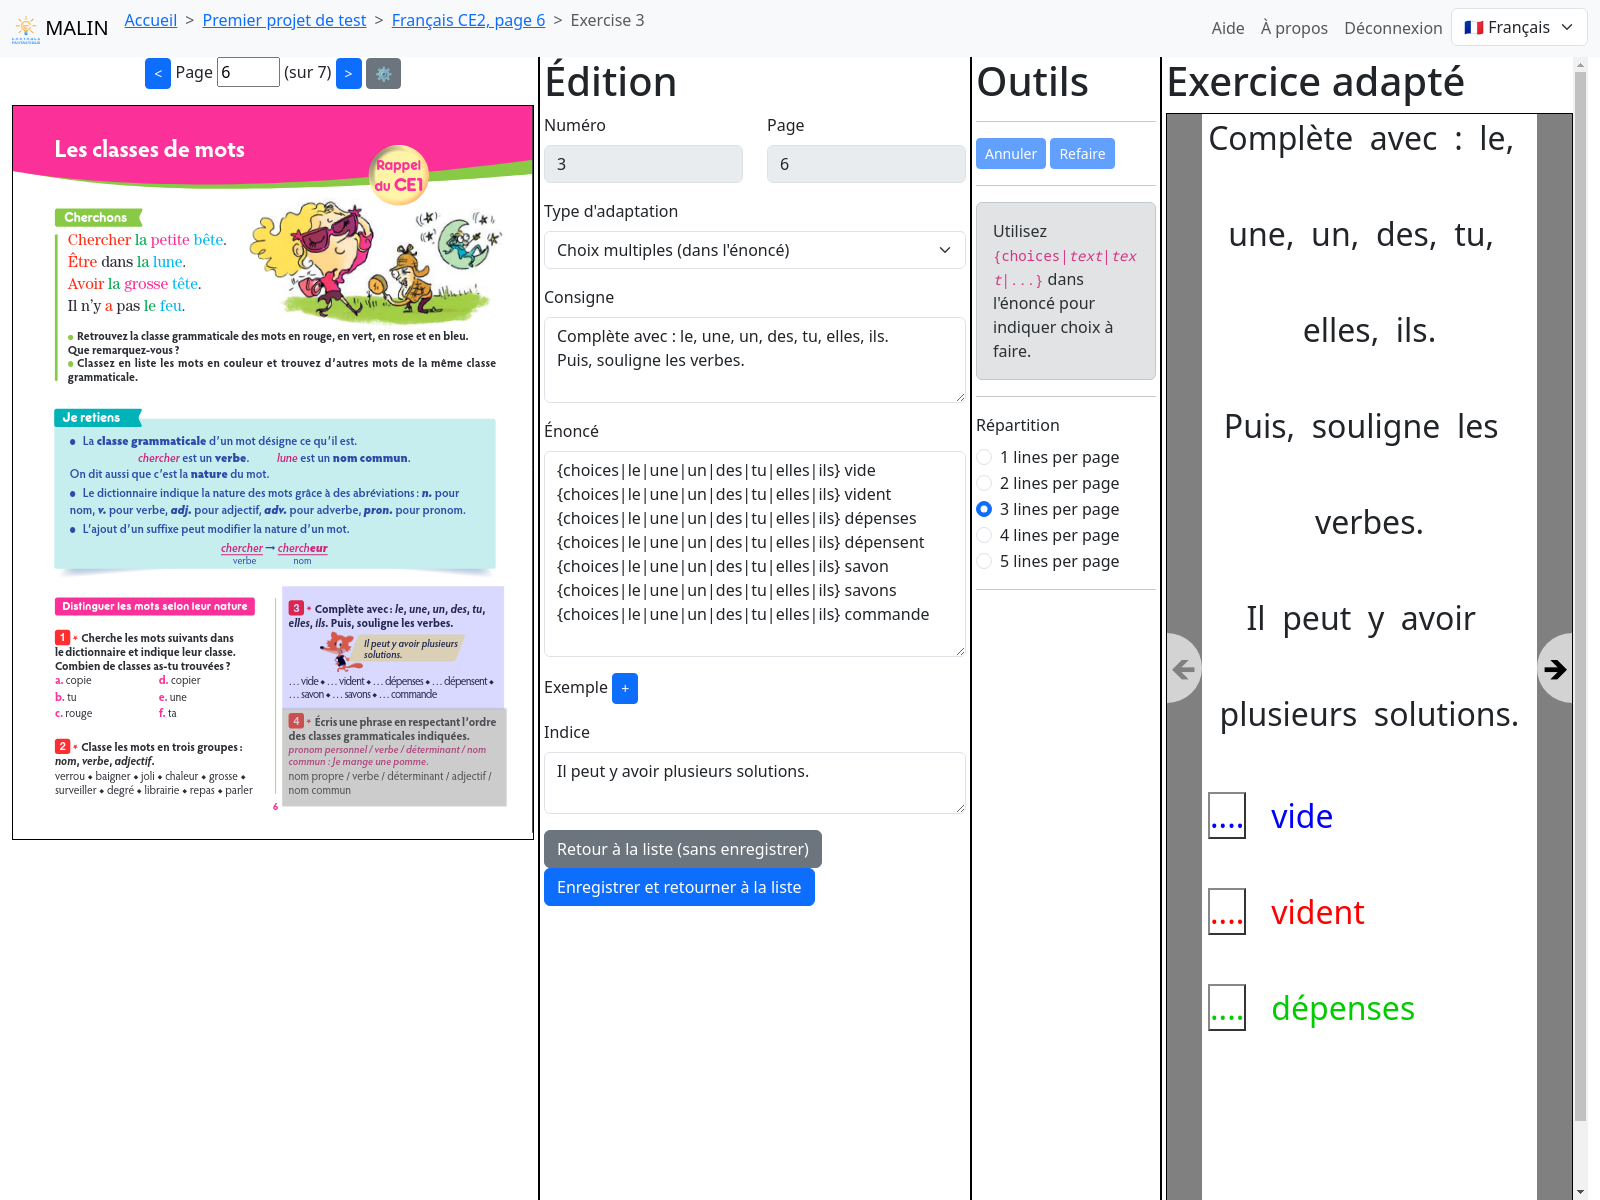 MALIN
Accueil > Premier projet de test > Français CE2, page 6 > Exercise 3
Aide À propos Déconnexion Français
< Page 6 (sur 7) >
Les classes de mots
Rappel
du CE1
Cherchons
Chercher la petite bête.
Être dans la lune.
Avoir la grosse tête.
Il n'y a pas le feu.
• Retrouvez la classe grammaticale des mots en rouge, en vert, en rose et en bleu.
Que remarquez-vous ?
• Classez en liste les mots en couleur et trouvez d'autres mots de la même classe
grammaticale.
Je retiens
• La classe grammaticale d'un mot désigne ce qu'il est.
chercher est un verbe. lune est un nom commun.
On dit aussi que c'est la nature du mot.
• Le dictionnaire indique la nature des mots grâce à des abréviations : n. pour
nom, v. pour verbe, adj. pour adjectif, adv. pour adverbe, pron. pour pronom.
• L'ajout d'un suffixe peut modifier la nature d'un mot.
chercher → chercheur
verbe nom
Distinguer les mots selon leur nature
1 * Cherche les mots suivants dans
le dictionnaire et indique leur classe.
Combien de classes as-tu trouvées ?
a. copie d. copier
b. tu e. une
c. rouge f. ta
2 * Classe les mots en trois groupes :
nom, verbe, adjectif.
verrou ◆ baigner ◆ joli ◆ chaleur ◆ grosse ◆
surveiller ◆ degré ◆ librairie ◆ repas ◆ parler
3 * Complète avec : le, une, un, des, tu,
elles, ils. Puis, souligne les verbes.
Il peut y avoir plusieurs
solutions.
… vide ◆ … vident ◆ … dépenses ◆ … dépensent ◆
… savon ◆ … savons ◆ … commande
4 * Écris une phrase en respectant l'ordre
des classes grammaticales indiquées.
pronom personnel / verbe / déterminant / nom
commun : Je mange une pomme.
nom propre / verbe / déterminant / adjectif /
nom commun
6
Édition
Numéro Page
3 6
Type d'adaptation
Choix multiples (dans l'énoncé)
Consigne
Complète avec : le, une, un, des, tu, elles, ils.
Puis, souligne les verbes.
Énoncé
{choices|le|une|un|des|tu|elles|ils} vide
{choices|le|une|un|des|tu|elles|ils} vident
{choices|le|une|un|des|tu|elles|ils} dépenses
{choices|le|une|un|des|tu|elles|ils} dépensent
{choices|le|une|un|des|tu|elles|ils} savon
{choices|le|une|un|des|tu|elles|ils} savons
{choices|le|une|un|des|tu|elles|ils} commande
Exemple +
Indice
Il peut y avoir plusieurs solutions.
Retour à la liste (sans enregistrer)
Enregistrer et retourner à la liste
Outils
Annuler Refaire
Utilisez
{choices|text|tex
t|...} dans
l'énoncé pour
indiquer choix à
faire.
Répartition
1 lines per page
2 lines per page
3 lines per page
4 lines per page
5 lines per page
Exercice adapté
Complète avec : le,
une, un, des, tu,
elles, ils.
Puis, souligne les
verbes.
Il peut y avoir
plusieurs solutions.
.... vide
.... vident
.... dépenses